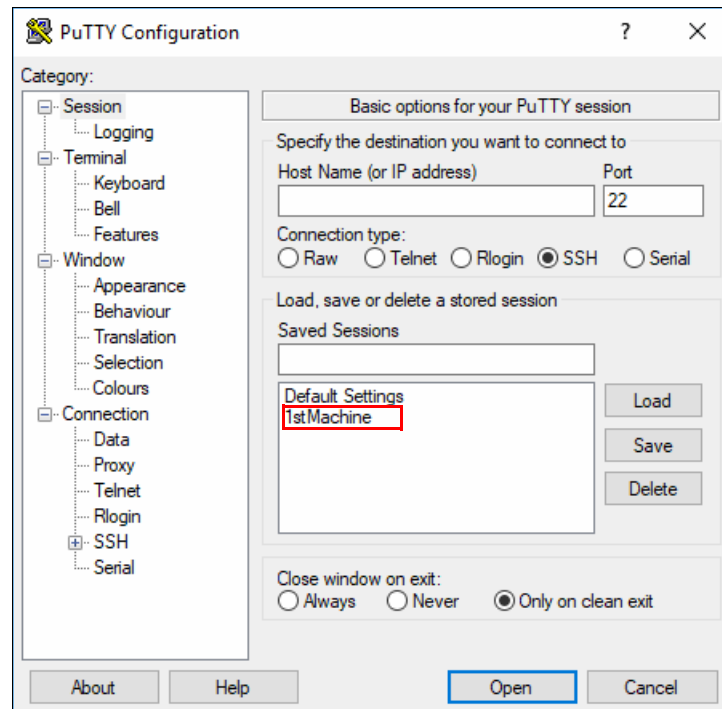 PuTTY Configuration ? X
Category:
Session
Logging
Terminal
Keyboard
Bell
Features
Window
Appearance
Behaviour
Translation
Selection
Colours
Connection
Data
Proxy
Telnet
Rlogin
SSH
Serial
Basic options for your PuTTY session
Specify the destination you want to connect to
Host Name (or IP address) Port
22
Connection type:
Raw Telnet Rlogin SSH Serial
Load, save or delete a stored session
Saved Sessions
Default Settings
1stMachine
Load
Save
Delete
Close window on exit:
Always Never Only on clean exit
About Help Open Cancel